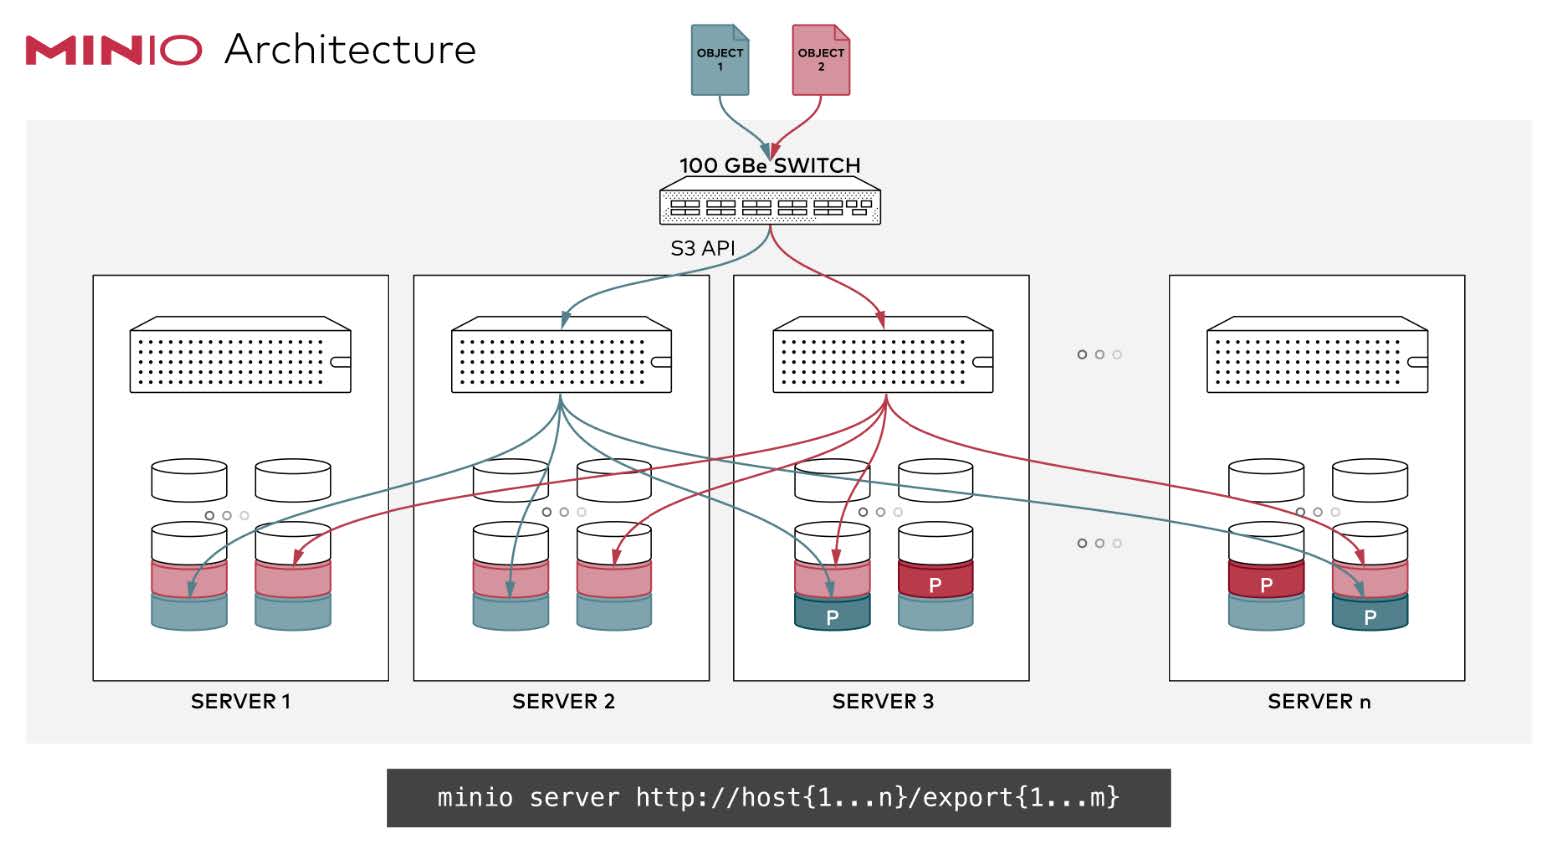 MINIO Architecture
OBJECT
1
OBJECT
2
100 GBe SWITCH
S3 API
P
P
P
P
SERVER 1
SERVER 2
SERVER 3
SERVER n
minio server http://host{1...n}/export{1...m}